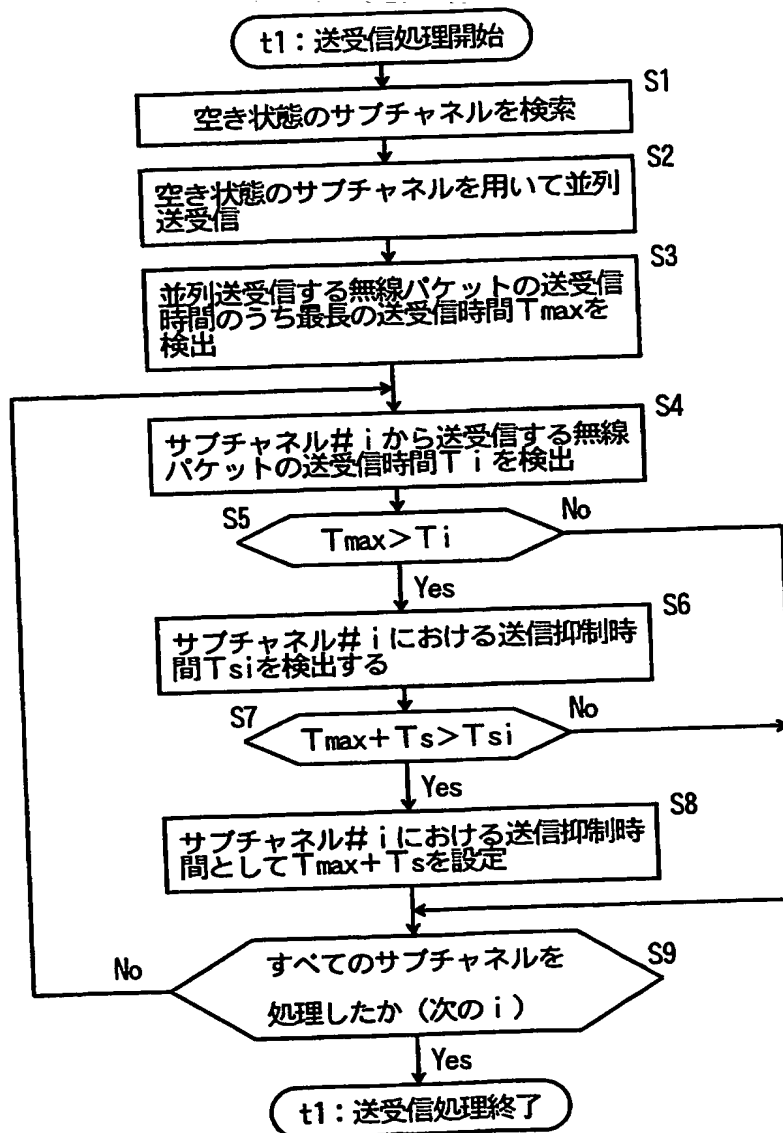 t1：送受信処理開始
S1
空き状態のサブチャネルを検索
S2
空き状態のサブチャネルを用いて並列
送受信
S3
並列送受信する無線パケットの送受信
時間のうち最長の送受信時間Tmaxを
検出
S4
サブチャネル＃iから送受信する無線
パケットの送受信時間Tiを検出
S5
Tmax＞Ti
No
Yes
S6
サブチャネル＃iにおける送信抑制時
間Tsiを検出する
S7
Tmax＋Ts＞Tsi
No
Yes
S8
サブチャネル＃iにおける送信抑制時
間としてTmax＋Tsを設定
S9
No
すべてのサブチャネルを
処理したか（次のi）
Yes
t1：送受信処理終了